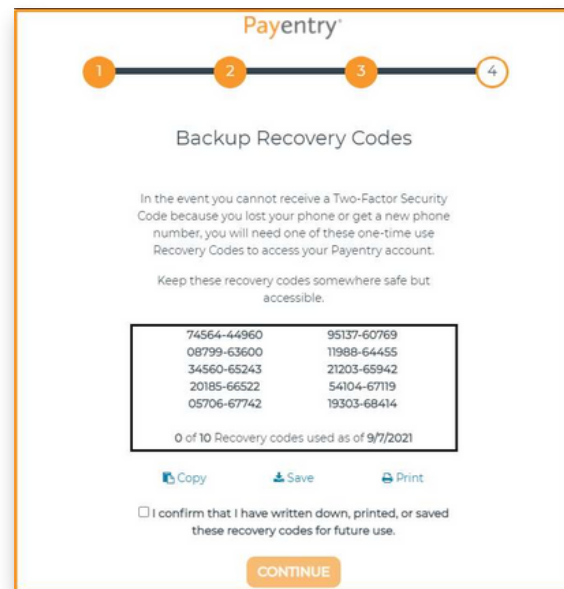 Payentry
1 2 3 4
Backup Recovery Codes
In the event you cannot receive a Two-Factor Security
Code because you lost your phone or get a new phone
number, you will need one of these one-time use
Recovery Codes to access your Payentry account.
Keep these recovery codes somewhere safe but
accessible.
74564-44960 95137-60769
08799-63600 11988-64455
34560-65243 21203-65942
20185-66522 54104-67119
05706-67742 19303-68414
0 of 10 Recovery codes used as of 9/7/2021
Copy Save Print
I confirm that I have written down, printed, or saved
these recovery codes for future use.
CONTINUE